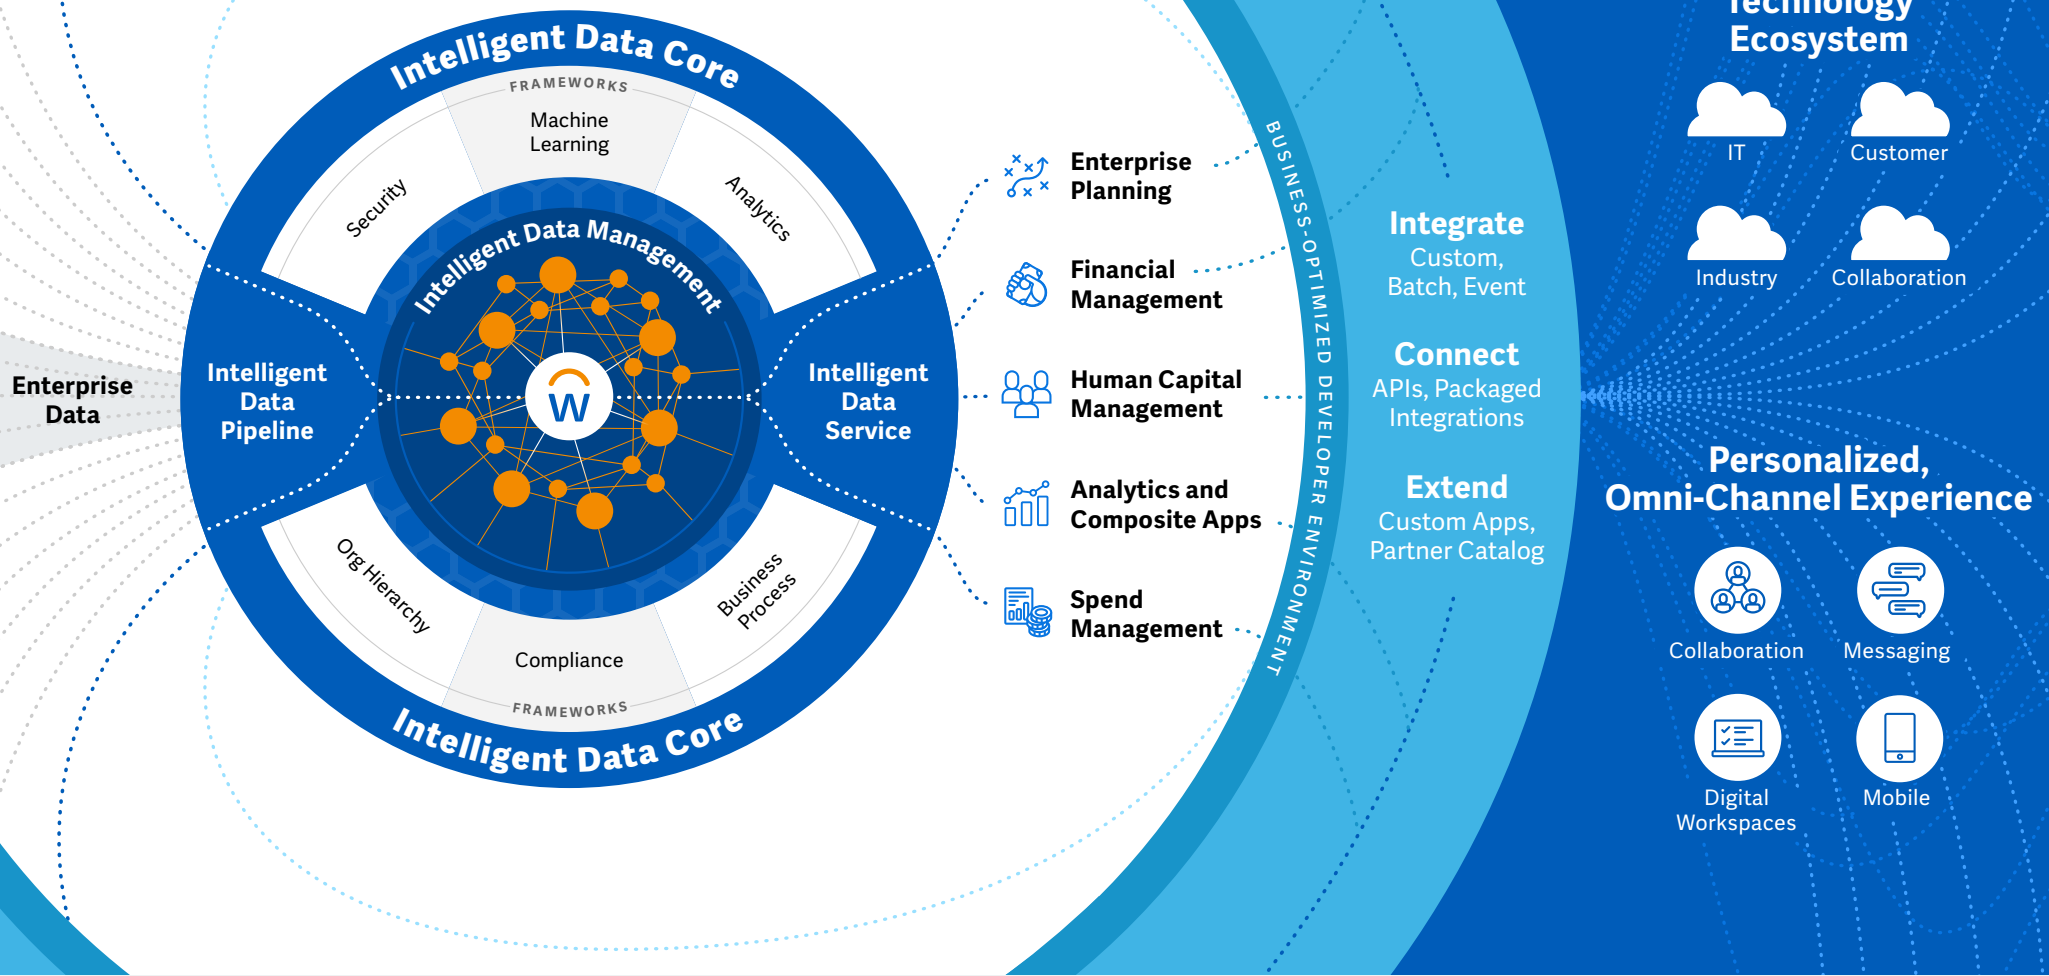 Intelligent Data Core
FRAMEWORKS
Machine
Learning
Security
Analytics
Intelligent Data Management
Enterprise
Data
Intelligent
Data
Pipeline
W
Intelligent
Data
Service
Org Hierarchy
Business
Process
Compliance
FRAMEWORKS
Intelligent Data Core
Enterprise
Planning
Financial
Management
Human Capital
Management
Analytics and
Composite Apps
Spend
Management
BUSINESS-OPTIMIZED DEVELOPER ENVIRONMENT
Integrate
Custom,
Batch, Event
Connect
APIs, Packaged
Integrations
Extend
Custom Apps,
Partner Catalog
Technology
Ecosystem
IT
Customer
Industry
Collaboration
Personalized,
Omni-Channel Experience
Collaboration
Messaging
Digital
Workspaces
Mobile